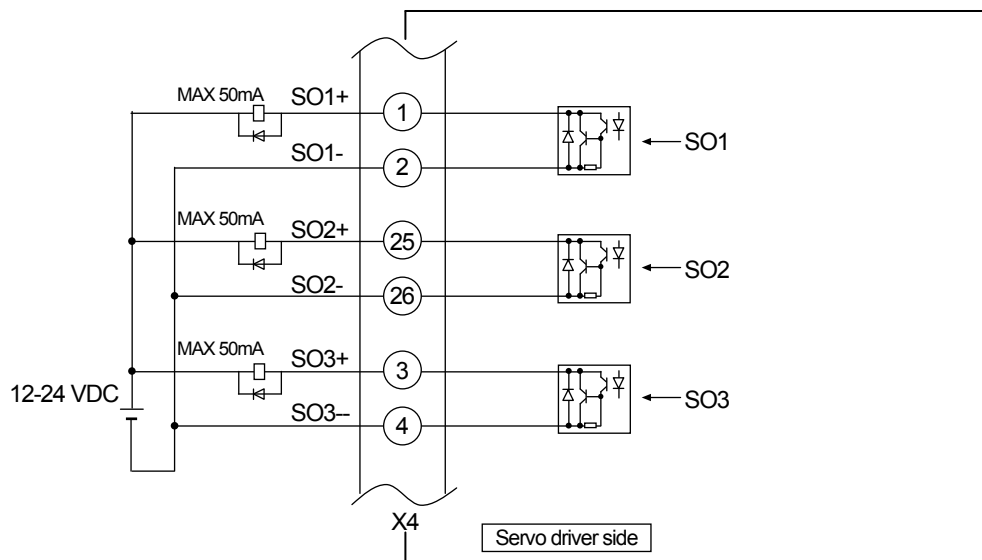 MAX 50mA
SO1+
1
SO1
SO1-
2
MAX 50mA
SO2+
25
SO2
SO2-
26
MAX 50mA
SO3+
3
12-24 VDC
SO3
SO3--
4
X4
Servo driver side